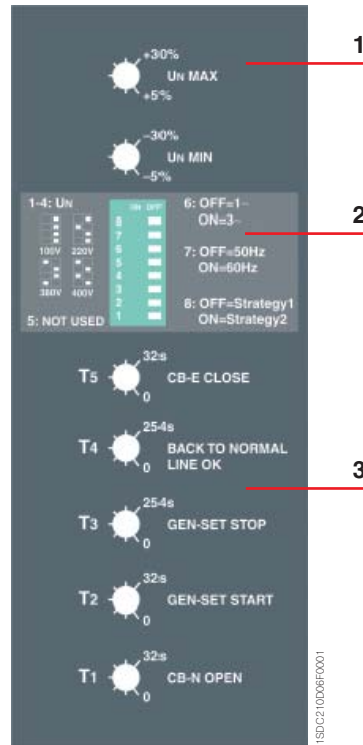 +30%
UN MAX
+5%
1
−30%
UN MIN
−5%
1-4: UN
100V 220V
380V 400V
5: NOT USED
ON OFF
8
7
6
5
4
3
2
1
6: OFF=1~
ON=3~
7: OFF=50Hz
ON=60Hz
8: OFF=Strategy1
ON=Strategy2
2
32s
T5 CB-E CLOSE
0
254s
T4 BACK TO NORMAL
0 LINE OK
3
254s
T3 GEN-SET STOP
0
32s
T2 GEN-SET START
0
32s
T1 CB-N OPEN
0
1SDC210D06F0001